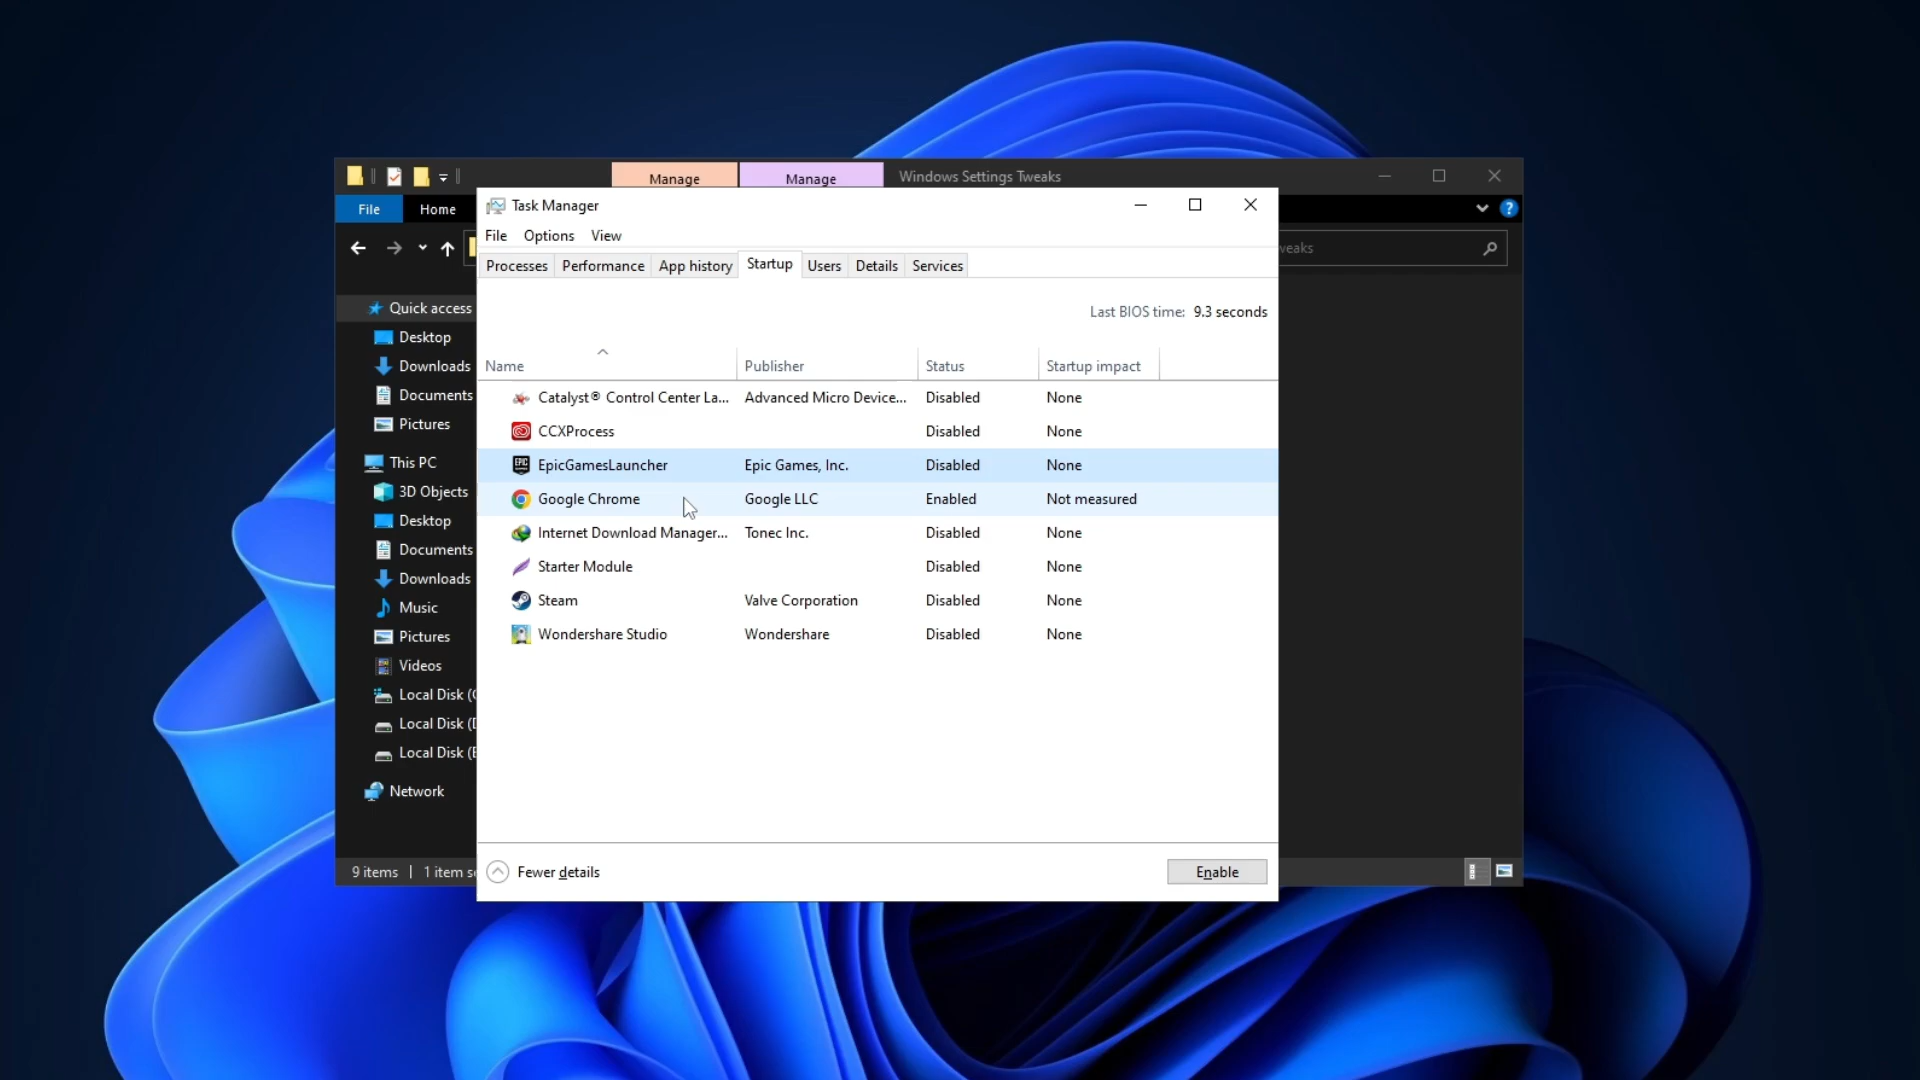 Manage
Manage
Windows Settings Tweaks
File
Home
Quick access
Desktop
Downloads
Documents
Pictures
This PC
3D Objects
Desktop
Documents
Downloads
Music
Pictures
Videos
Local Disk (
Local Disk (
Local Disk (
Network
9 items
1 item
Task Manager
File Options View
Processes Performance App history Startup Users Details Services
Last BIOS time: 9.3 seconds
Name Publisher Status Startup impact
Catalyst® Control Center La... Advanced Micro Device... Disabled None
CCXProcess Disabled None
EPIC EpicGamesLauncher Epic Games, Inc. Disabled None
Google Chrome Google LLC Enabled Not measured
Internet Download Manager... Tonec Inc. Disabled None
Starter Module Disabled None
Steam Valve Corporation Disabled None
Wondershare Studio Wondershare Disabled None
Fewer details
Enable